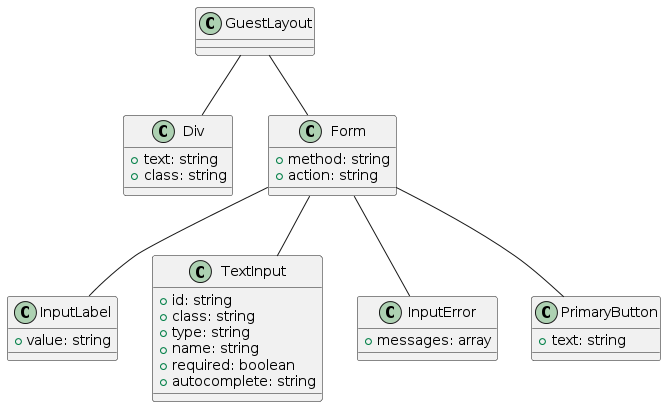 C GuestLayout
C Div
text: string
class: string
C Form
method: string
action: string
C InputLabel
value: string
C TextInput
id: string
class: string
type: string
name: string
required: boolean
autocomplete: string
C InputError
messages: array
C PrimaryButton
text: string